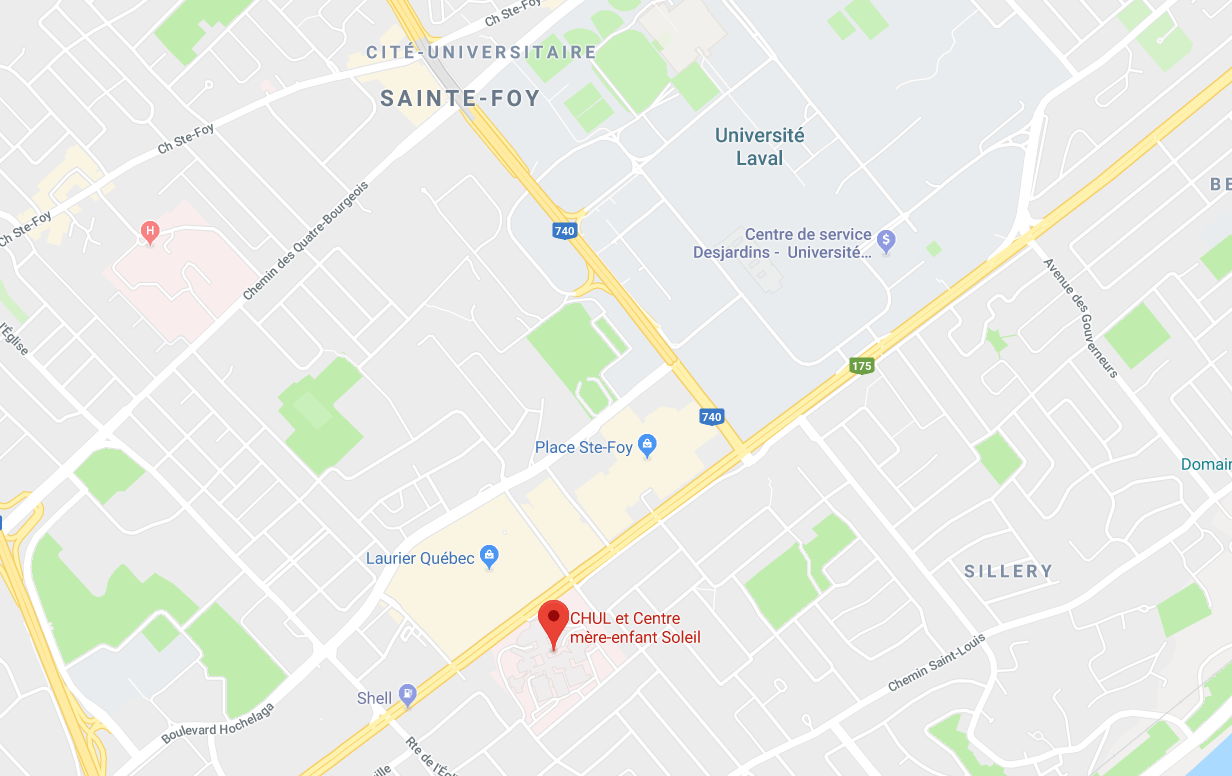 Ch Ste-Foy
CITÉ-UNIVERSITAIRE
SAINTE-FOY
Ch Ste-Foy
Université
Laval
BE
Ch Ste-Foy
H
Chemin des Quatre-Bourgeois
740
Centre de service
Desjardins - Université…
$
Avenue des Gouverneurs
l'Église
175
740
Place Ste-Foy
Domain
Laurier Québec
SILLERY
CHUL et Centre
mère-enfant Soleil
Chemin Saint-Louis
Shell
Boulevard Hochelaga
Rte de l'Égl
ville